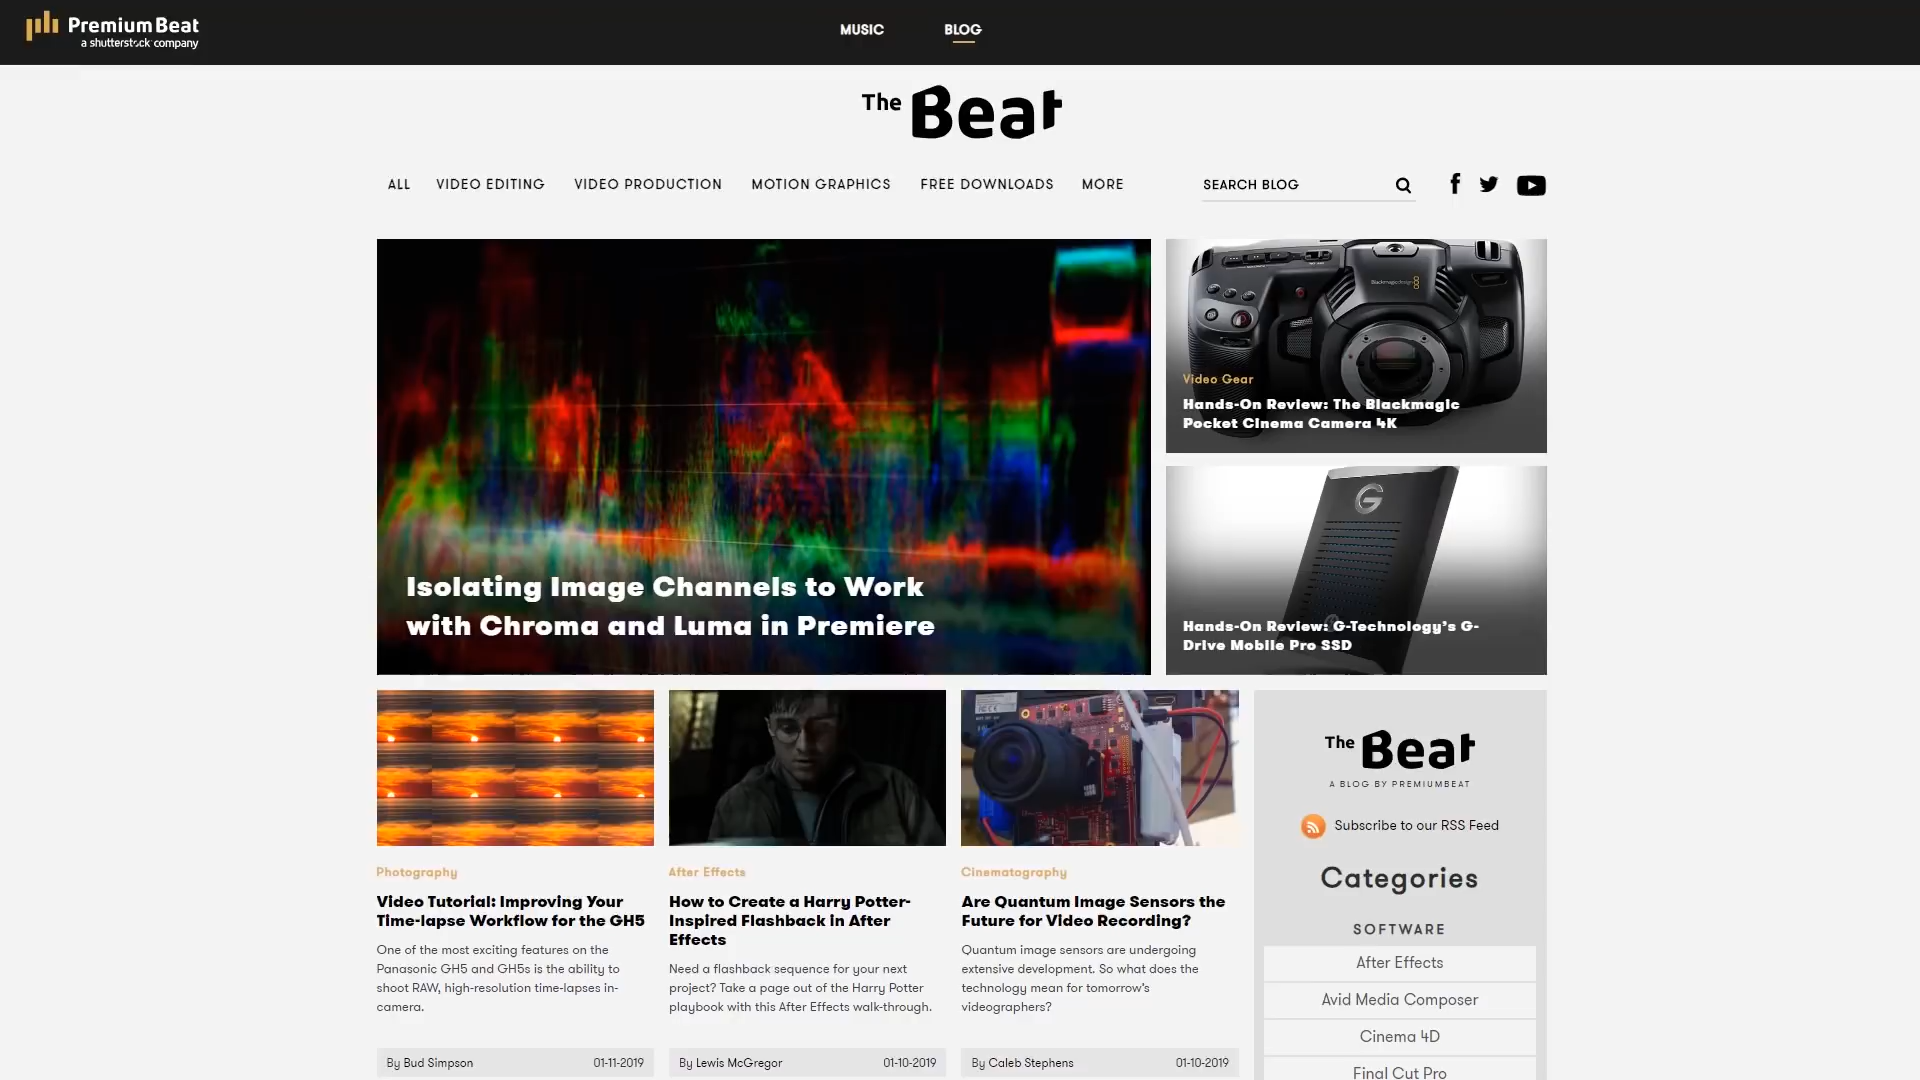 PremiumBeat
a shutterstock company
MUSIC
BLOG
The Beat
ALL
VIDEO EDITING
VIDEO PRODUCTION
MOTION GRAPHICS
FREE DOWNLOADS
MORE
SEARCH BLOG
Isolating Image Channels to Work
with Chroma and Luma in Premiere
Blackmagicdesign
Video Gear
Hands-On Review: The Blackmagic
Pocket Cinema Camera 4K
G
Hands-On Review: G-Technology's G-
Drive Mobile Pro SSD
Photography
Video Tutorial: Improving Your
Time-lapse Workflow for the GH5
One of the most exciting features on the
Panasonic GH5 and GH5s is the ability to
shoot RAW, high-resolution time-lapses in-
camera.
By Bud Simpson
01-11-2019
After Effects
How to Create a Harry Potter-
Inspired Flashback in After
Effects
Need a flashback sequence for your next
project? Take a page out of the Harry Potter
playbook with this After Effects walk-through.
By Lewis McGregor
01-10-2019
Cinematography
Are Quantum Image Sensors the
Future for Video Recording?
Quantum image sensors are undergoing
extensive development. So what does the
technology mean for tomorrow's
videographers?
By Caleb Stephens
01-10-2019
The Beat
A BLOG BY PREMIUMBEAT
Subscribe to our RSS Feed
Categories
SOFTWARE
After Effects
Avid Media Composer
Cinema 4D
Final Cut Pro